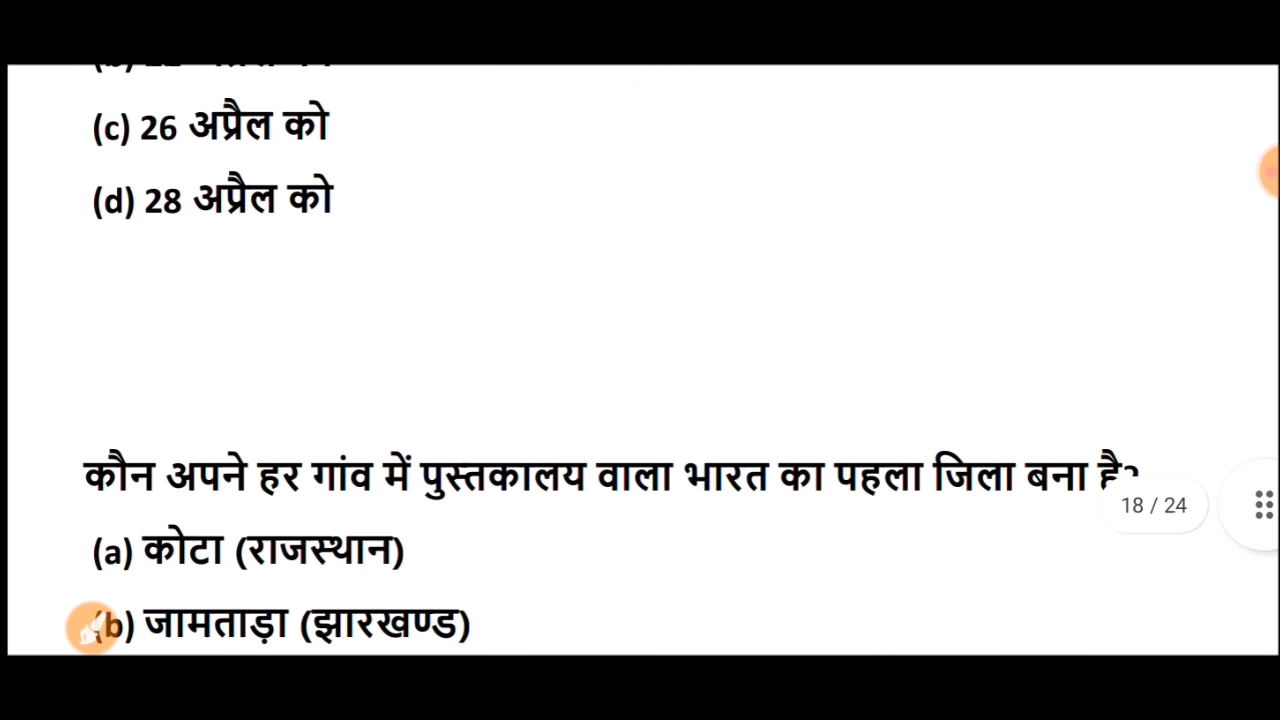 (c) 26 अप्रैल को
(d) 28 अप्रैल को
कौन अपने हर गांव में पुस्तकालय वाला भारत का पहला जिला बना है?
18 / 24
(a) कोटा (राजस्थान)
(b) जामताड़ा (झारखण्ड)